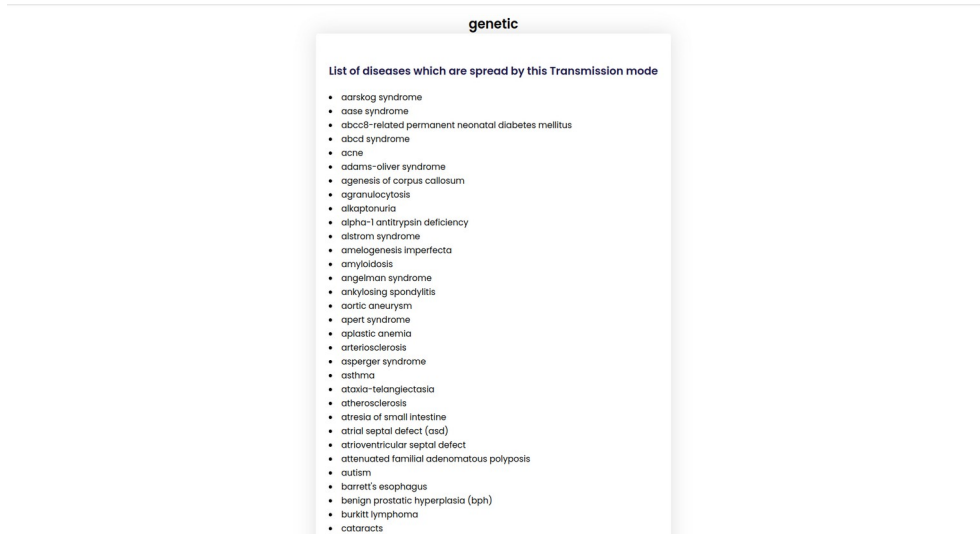 genetic
List of diseases which are spread by this Transmission mode
• aarskog syndrome
• aase syndrome
• abcc8-related permanent neonatal diabetes mellitus
• abcd syndrome
• acne
• adams-oliver syndrome
• agenesis of corpus callosum
• agranulocytosis
• alkaptonuria
• alpha-1 antitrypsin deficiency
• alstrom syndrome
• amelogenesis imperfecta
• amyloidosis
• angelman syndrome
• ankylosing spondylitis
• aortic aneurysm
• apert syndrome
• aplastic anemia
• arteriosclerosis
• asperger syndrome
• asthma
• ataxia-telangiectasia
• atherosclerosis
• atresia of small intestine
• atrial septal defect (asd)
• atrioventricular septal defect
• attenuated familial adenomatous polyposis
• autism
• barrett's esophagus
• benign prostatic hyperplasia (bph)
• burkitt lymphoma
• cataracts